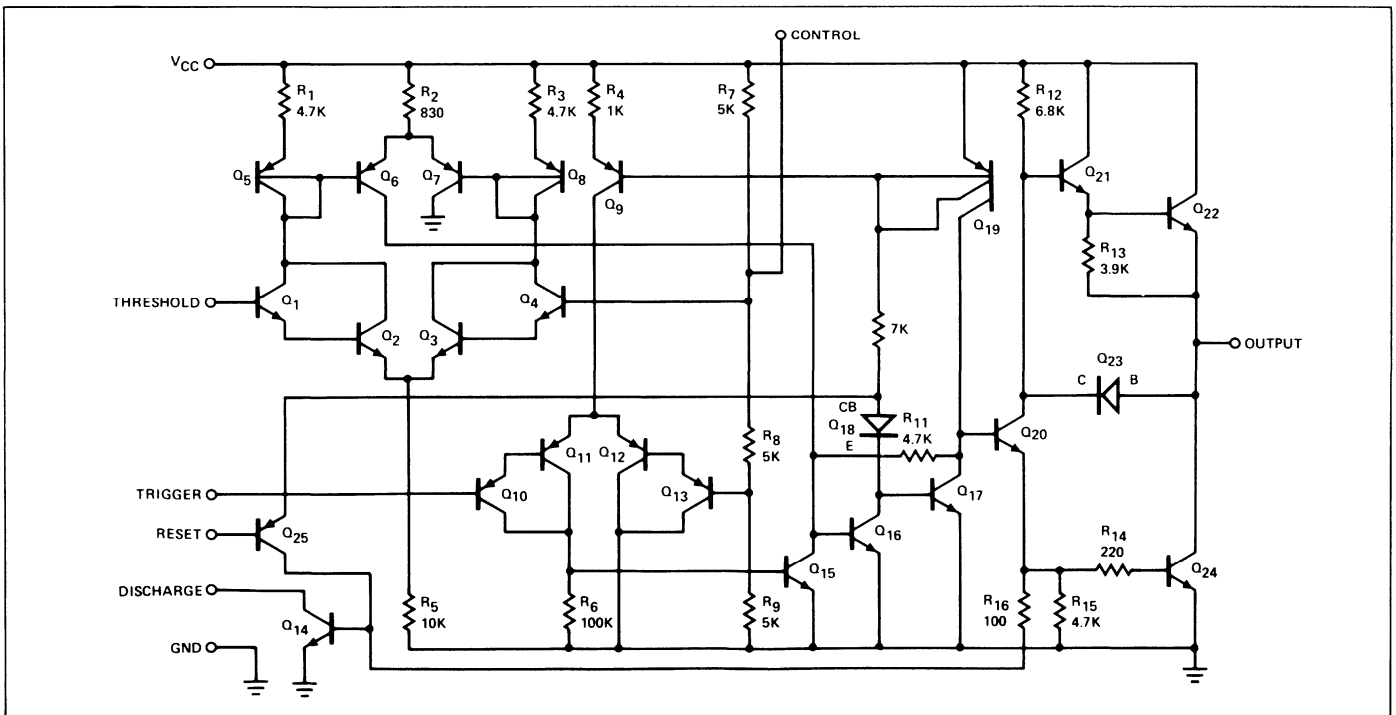 CONTROL
VCC
R1
4.7K
R2
830
R3
4.7K
R4
1K
R7
5K
R12
6.8K
Q5
Q6
Q7
Q8
Q9
Q19
Q21
Q22
R13
3.9K
THRESHOLD
Q1
Q2
Q3
Q4
7K
OUTPUT
Q23
C
B
CB
Q18
E
R11
4.7K
Q20
R8
5K
Q11
Q12
TRIGGER
Q10
Q13
Q17
RESET
Q25
Q16
R14
220
DISCHARGE
Q15
Q24
Q14
R5
10K
R6
100K
R9
5K
R16
100
R15
4.7K
GND